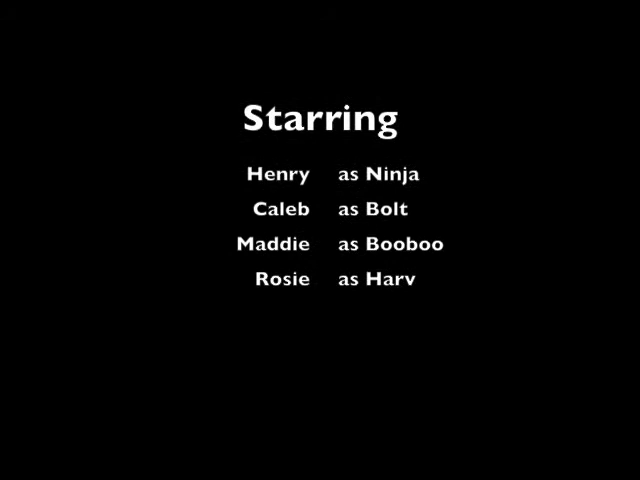 Starring
Henry as Ninja
Caleb as Bolt
Maddie as Booboo
Rosie as Harv